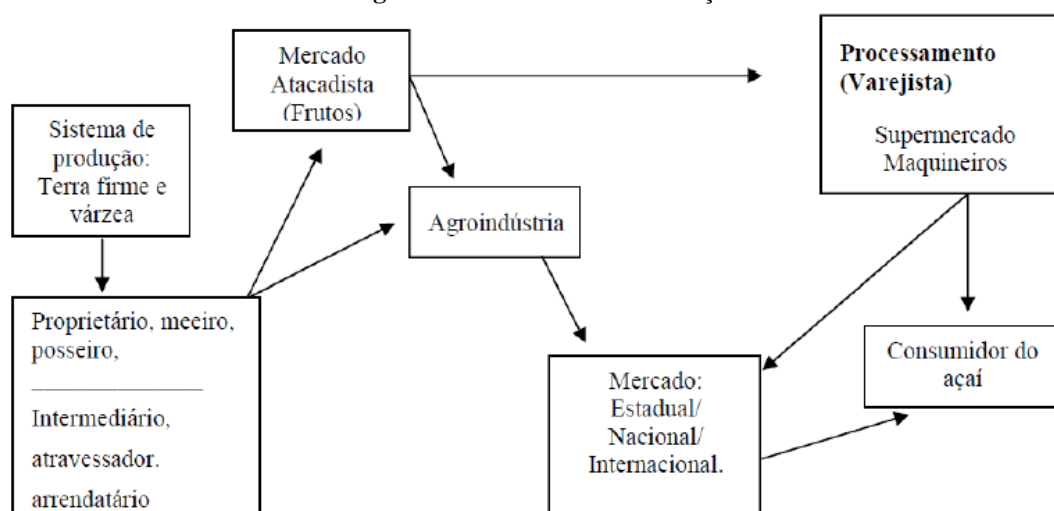 Mercado
Atacadista
(Frutos)
Processamento
(Varejista)
Supermercado
Maquineiros
Sistema de
produção:
Terra firme e
várzea
Agroindústria
Proprietário, meeiro,
posseiro,
Intermediário,
atravessador.
arrendatário
Mercado:
Estadual/
Nacional/
Internacional.
Consumidor do
açaí